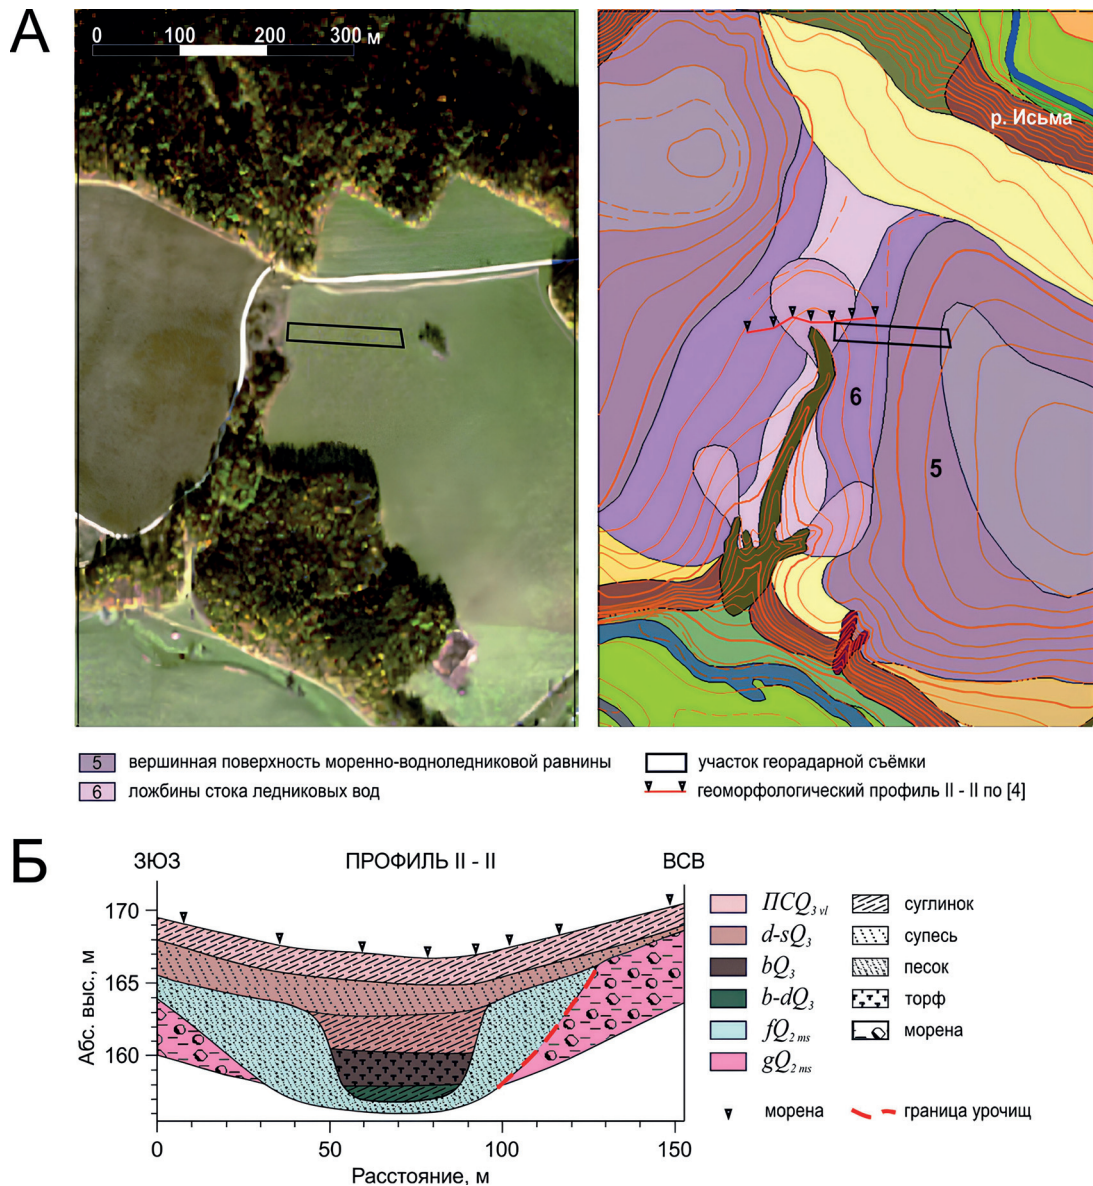 А
0 100 200 300 м
р. Исьма
6
5
5 вершинная поверхность моренно-водноледниковой равнины
6 ложбины стока ледниковых вод
участок георадарной съёмки
геоморфологический профиль II - II по [4]
Б
ЗЮЗ ПРОФИЛЬ II - II ВСВ
170
165
160
Абс. выс., м
0 50 100 150
Расстояние, м
ПСQ3 vl
d-sQ3
bQ3
b-dQ3
fQ2 ms
gQ2 ms
суглинок
супесь
песок
торф
морена
морена
граница урочищ